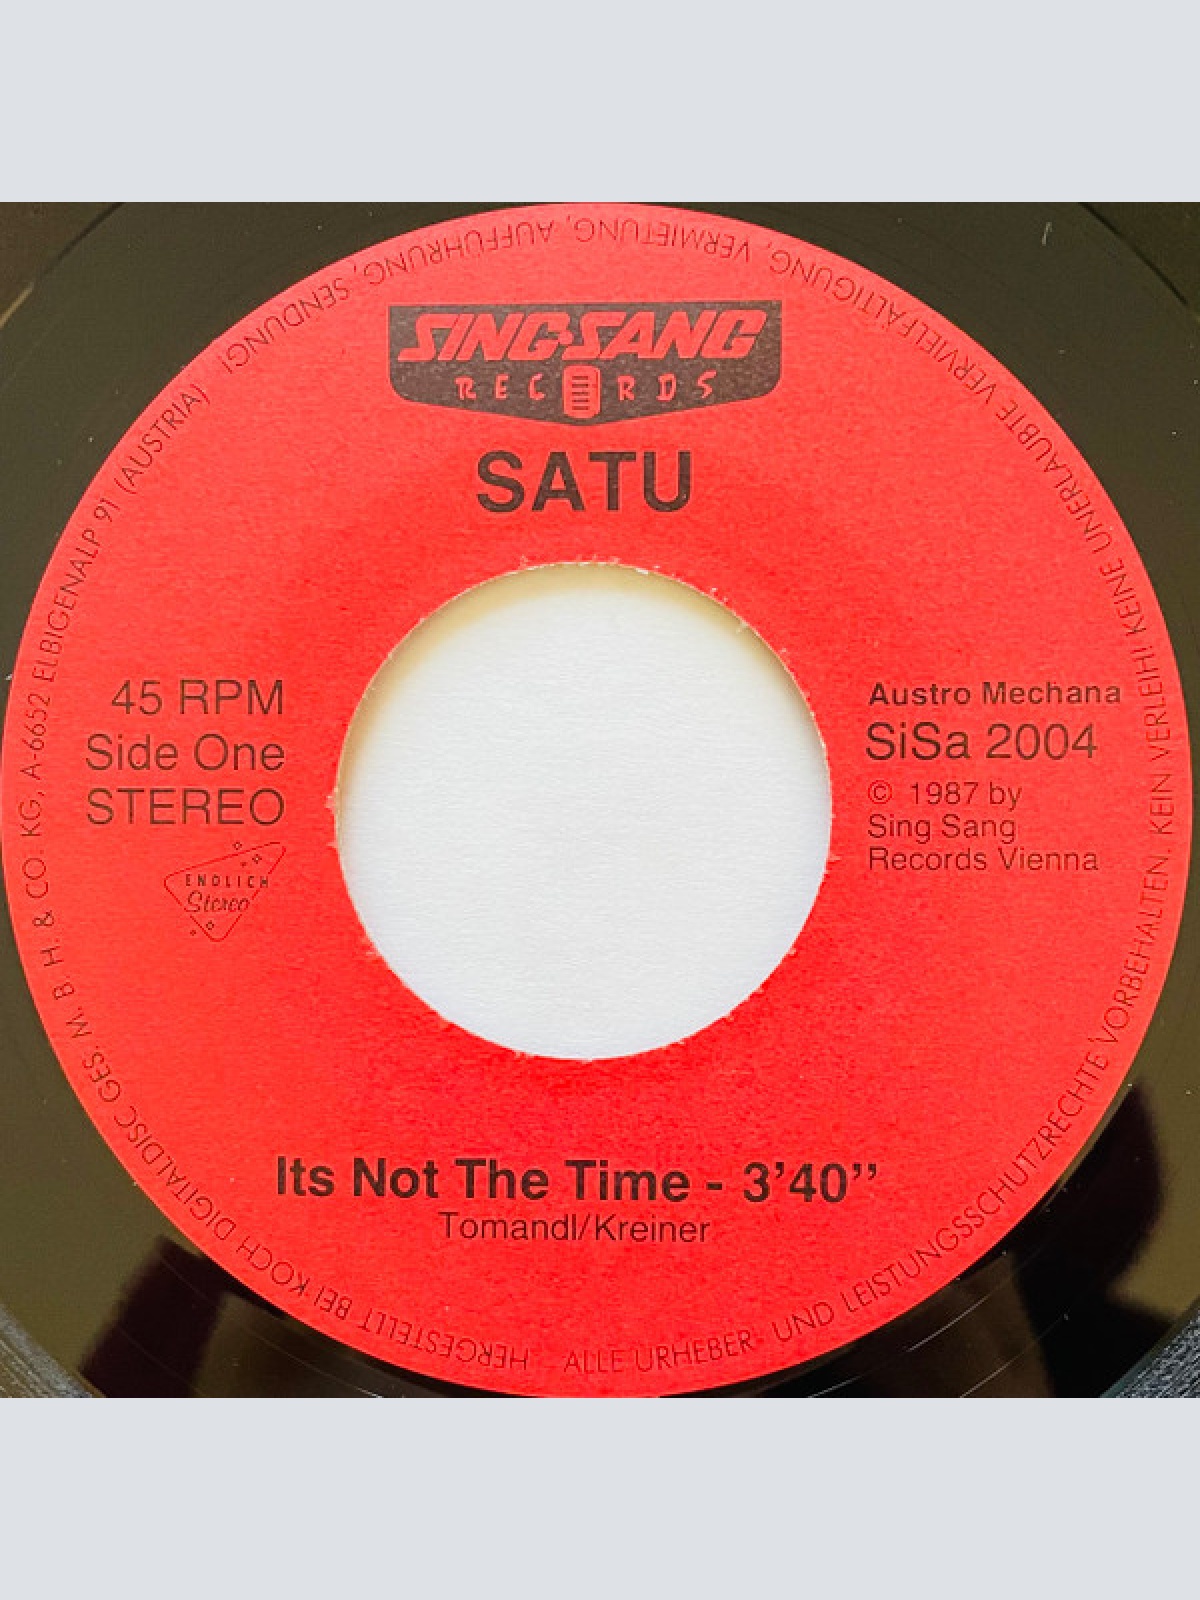 SING·SANG
RECORDS
SATU
45 RPM
Side One
STEREO
ENDLICH
Stereo
Austro Mechana
SiSa 2004
© 1987 by
Sing Sang
Records Vienna
Its Not The Time - 3'40''
Tomandl/Kreiner
HERGESTELLT BEI KOCH DIGITALDISC GES. M. B. H. & CO. KG, A-6652 ELBIGENALP 91 (AUSTRIA)
ALLE URHEBER- UND LEISTUNGSSCHUTZRECHTE VORBEHALTEN. KEIN VERLEIH! KEINE UNERLAUBTE VERVIELFÄLTIGUNG, VERMIETUNG, AUFFÜHRUNG, SENDUNG!